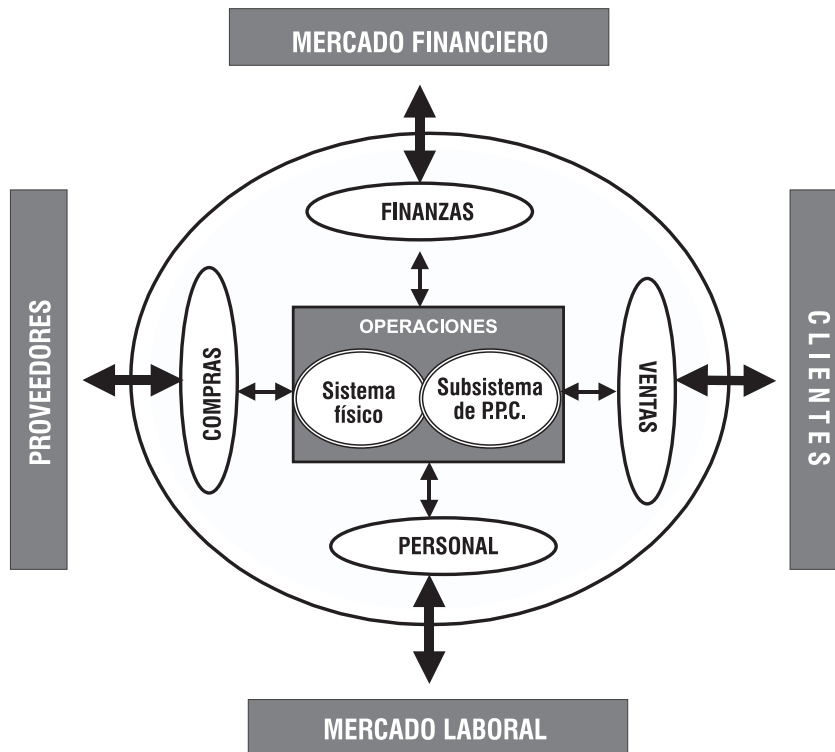 MERCADO FINANCIERO
FINANZAS
PROVEEDORES
COMPRAS
OPERACIONES
Sistema
físico
Subsistema
de P.P.C.
VENTAS
CLIENTES
PERSONAL
MERCADO LABORAL